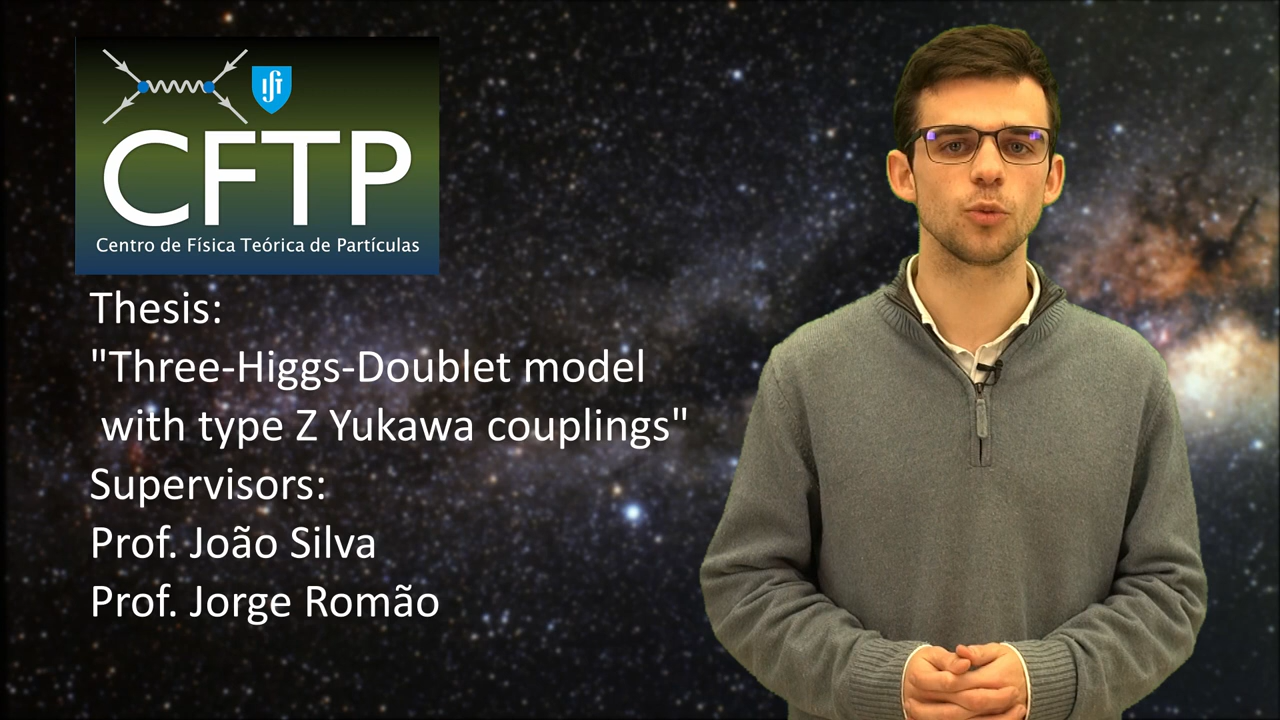 CFTP
Centro de Física Teórica de Partículas
Thesis:
"Three-Higgs-Doublet model
with type Z Yukawa couplings"
Supervisors:
Prof. João Silva
Prof. Jorge Romão